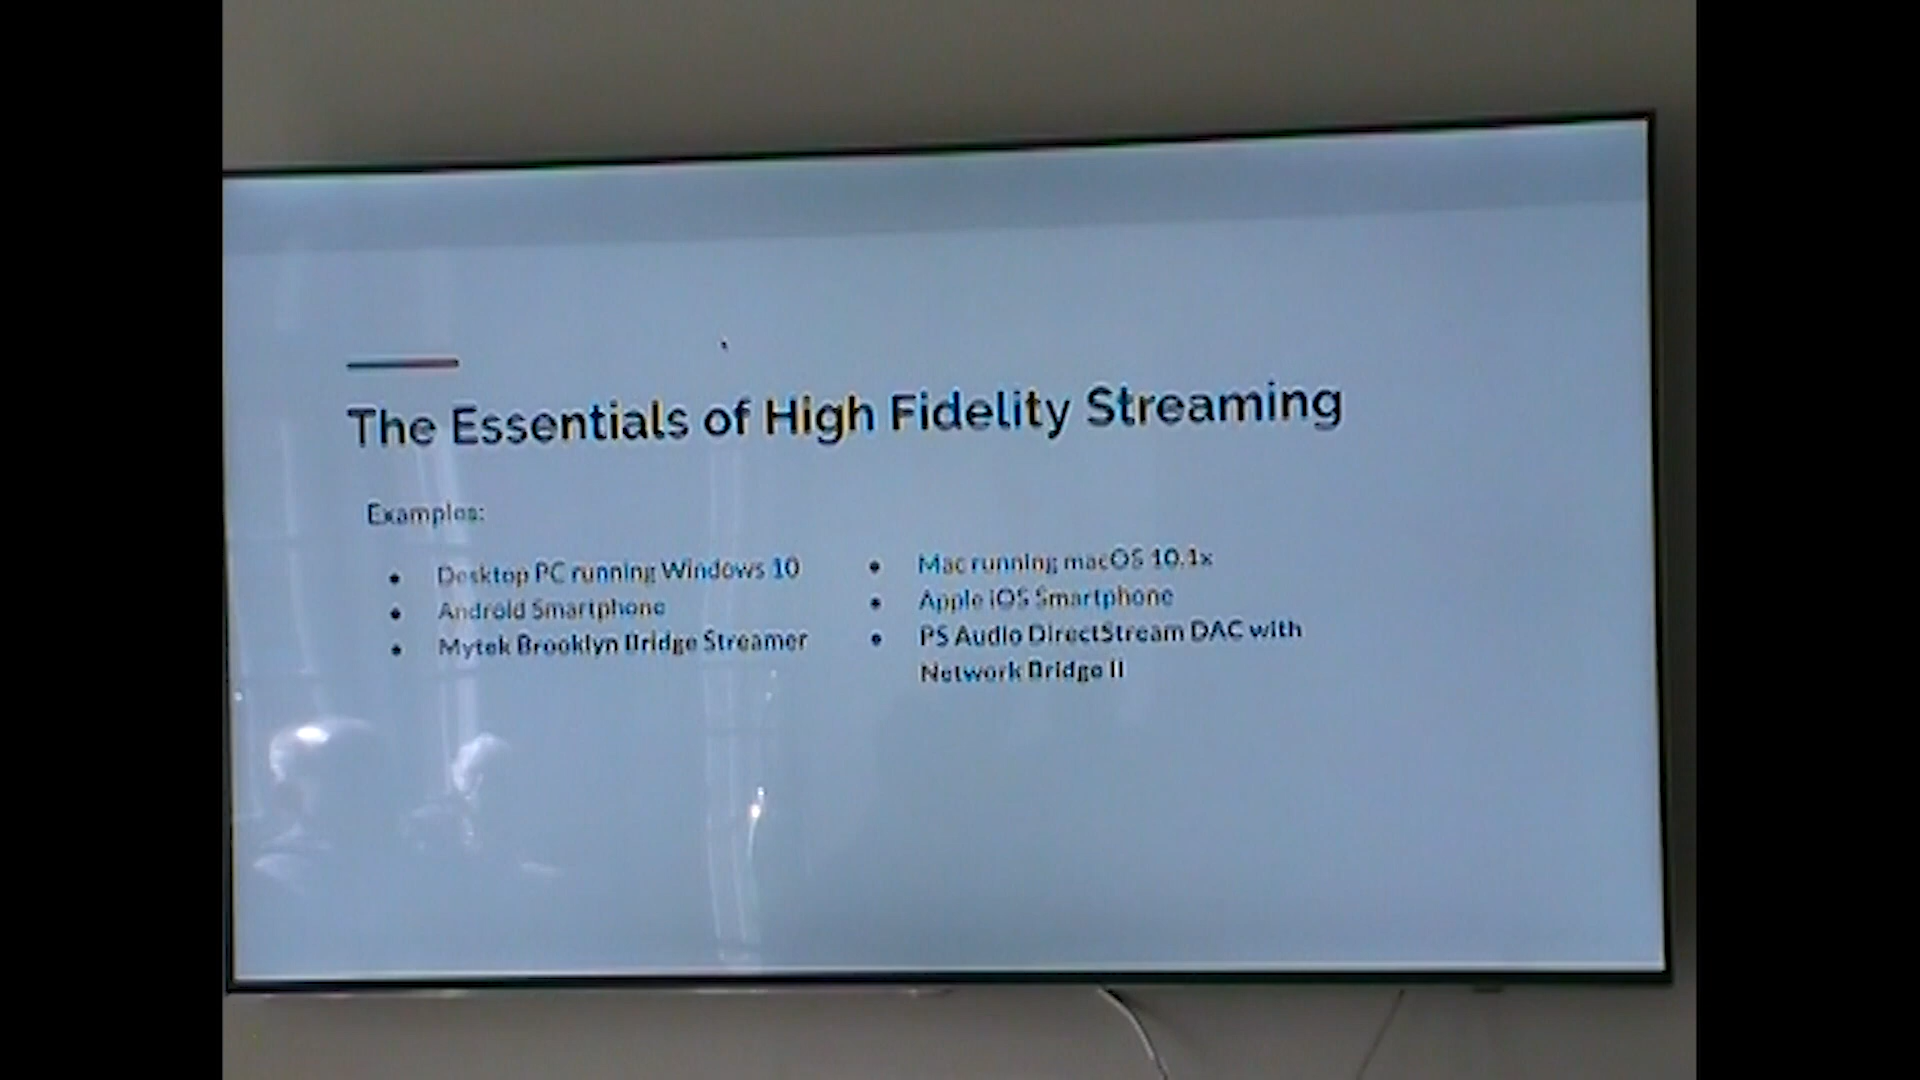 The Essentials of High Fidelity Streaming
Examples:
• Desktop PC running Windows 10
• Android Smartphone
• Mytek Brooklyn Bridge Streamer
• Mac running macOS 10.1x
• Apple iOS Smartphone
• PS Audio DirectStream DAC with
Network Bridge II